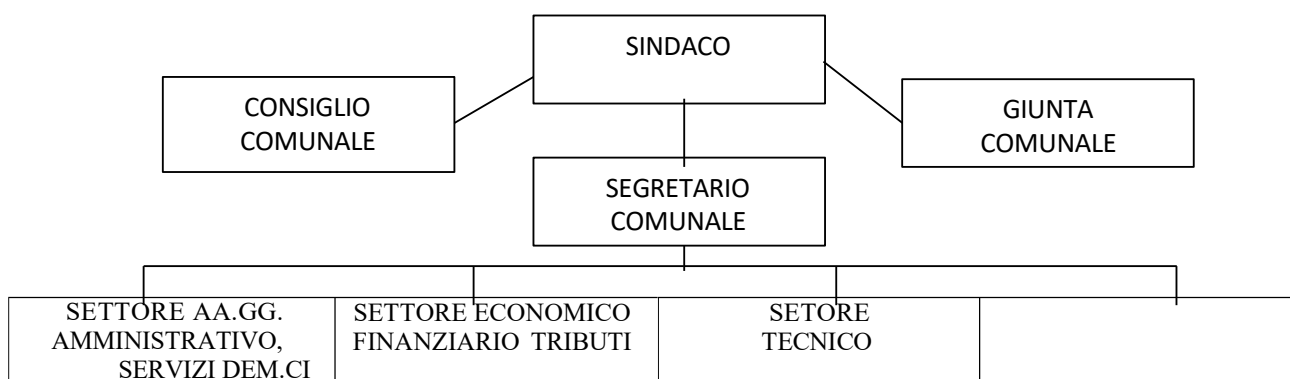 SINDACO
CONSIGLIO
COMUNALE
GIUNTA
COMUNALE
SEGRETARIO
COMUNALE
SETTORE AA.GG.
AMMINISTRATIVO,
SERVIZI DEM.CI
SETTORE ECONOMICO
FINANZIARIO TRIBUTI
SETORE
TECNICO